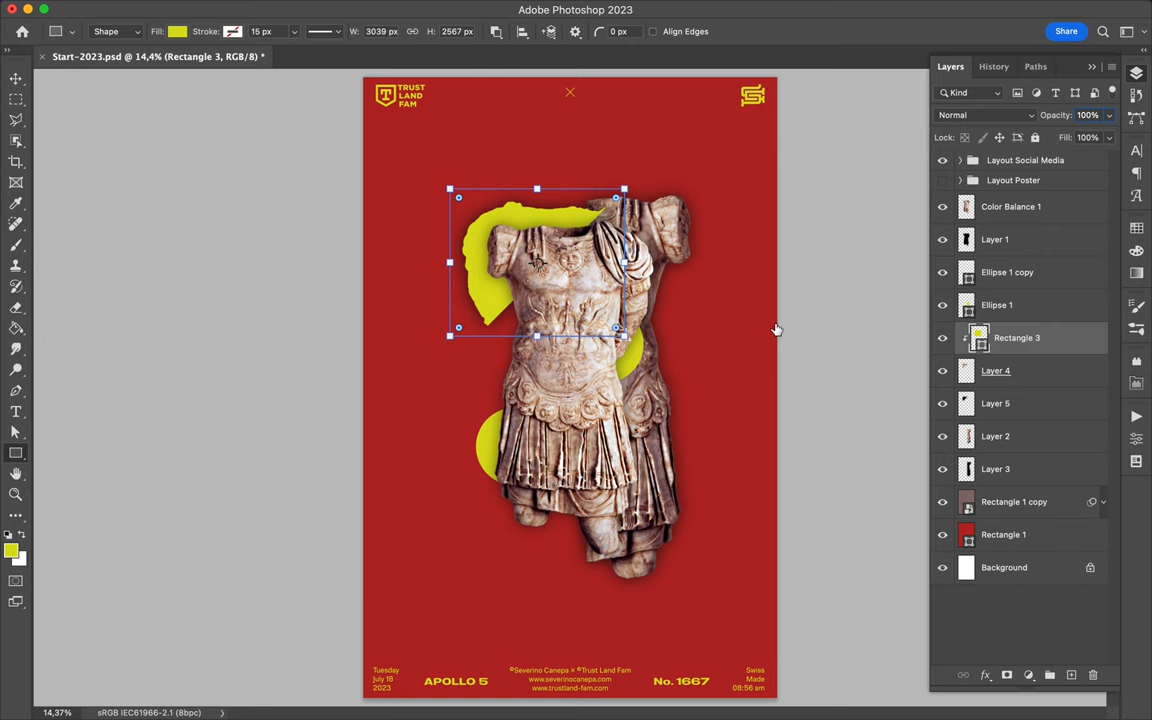 Adobe Photoshop 2023
Shape
Fill:
Stroke:
15 px
W: 3039 px
H: 2567 px
0 px
Align Edges
Share
Start-2023.psd @ 14,4% (Rectangle 3, RGB/8) *
TRUST
LAND
FAM
Layers
History
Paths
Kind
Normal
Opacity: 100%
Lock:
Fill: 100%
Layout Social Media
Layout Poster
Color Balance 1
Layer 1
Ellipse 1 copy
Ellipse 1
Rectangle 3
Layer 4
Layer 5
Layer 2
Layer 3
Rectangle 1 copy
Rectangle 1
Background
fx
Tuesday
July 18
2023
APOLLO 5
©Severino Canepa × ©Trust Land Fam
www.severinocanepa.com
www.trustland-fam.com
No. 1667
Swiss
Made
08:56 am
14,37%
sRGB IEC61966-2.1 (8bpc)